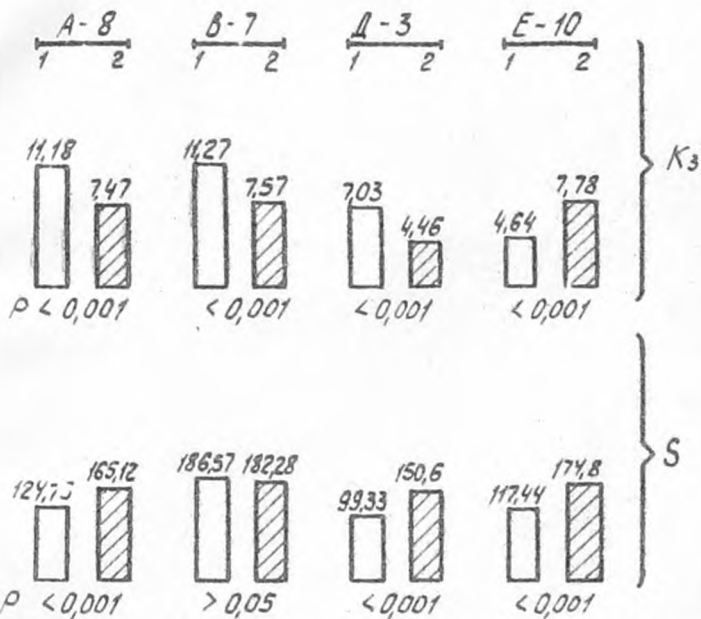 А-8 В-7 Д-3 Е-10
1 2 1 2 1 2 1 2
11,18 7,47 11,27 7,57 7,03 4,46 4,64 7,78
К3
P < 0,001 < 0,001 < 0,001 < 0,001
165,12 186,57 182,28 99,33 150,6 117,44 174,8
S
P < 0,001 > 0,05 < 0,001 < 0,001